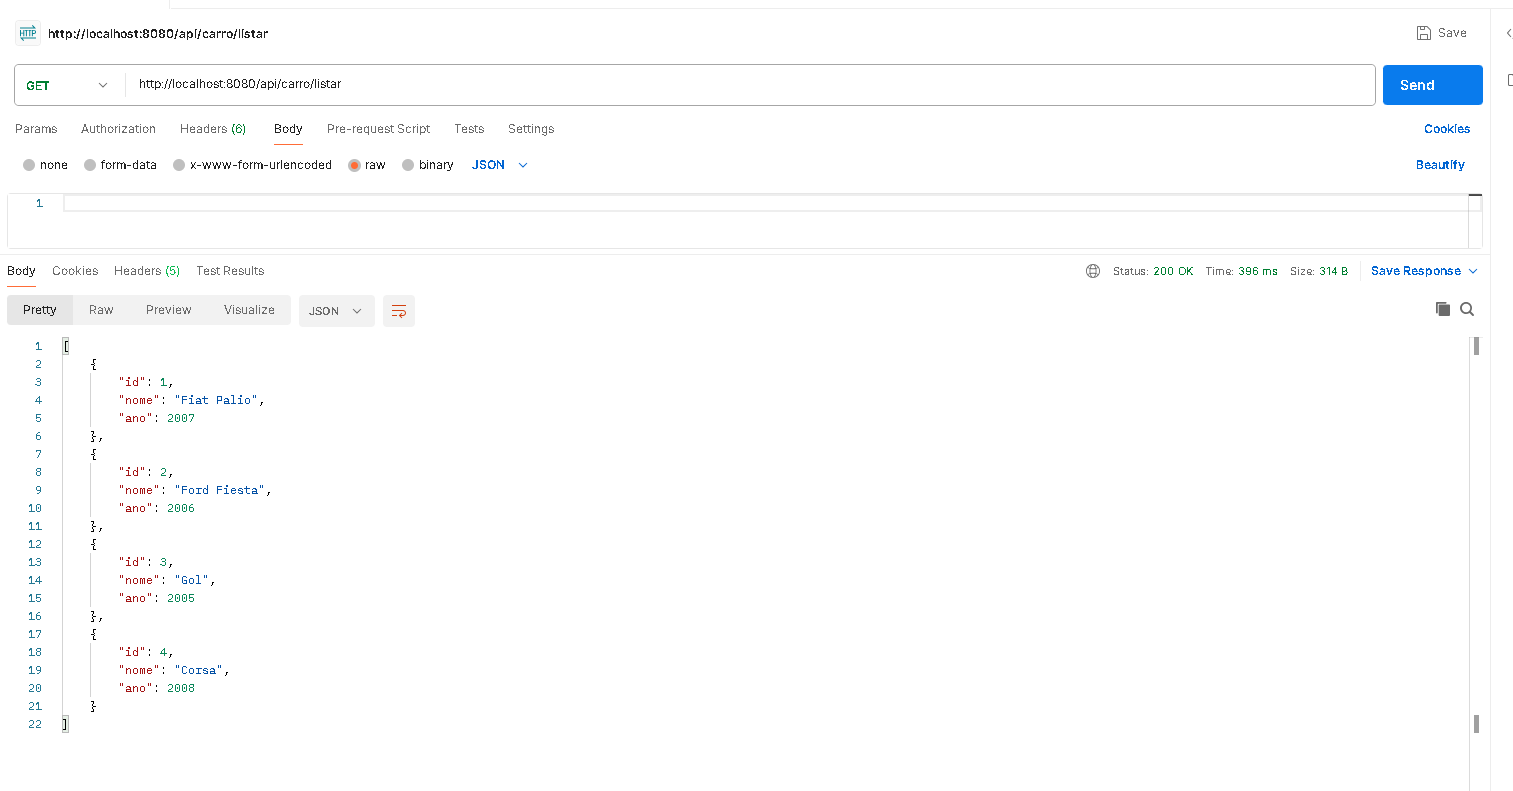 HTTP http://localhost:8080/api/carro/listar Save
GET http://localhost:8080/api/carro/listar Send
Params Authorization Headers (6) Body Pre-request Script Tests Settings Cookies
none form-data x-www-form-urlencoded raw binary JSON Beautify
1
Body Cookies Headers (5) Test Results Status: 200 OK Time: 396 ms Size: 314 B Save Response
Pretty Raw Preview Visualize JSON
1 [
2 {
3 "id": 1,
4 "nome": "Fiat Palio",
5 "ano": 2007
6 },
7 {
8 "id": 2,
9 "nome": "Ford Fiesta",
10 "ano": 2006
11 },
12 {
13 "id": 3,
14 "nome": "Gol",
15 "ano": 2005
16 },
17 {
18 "id": 4,
19 "nome": "Corsa",
20 "ano": 2008
21 }
22 ]